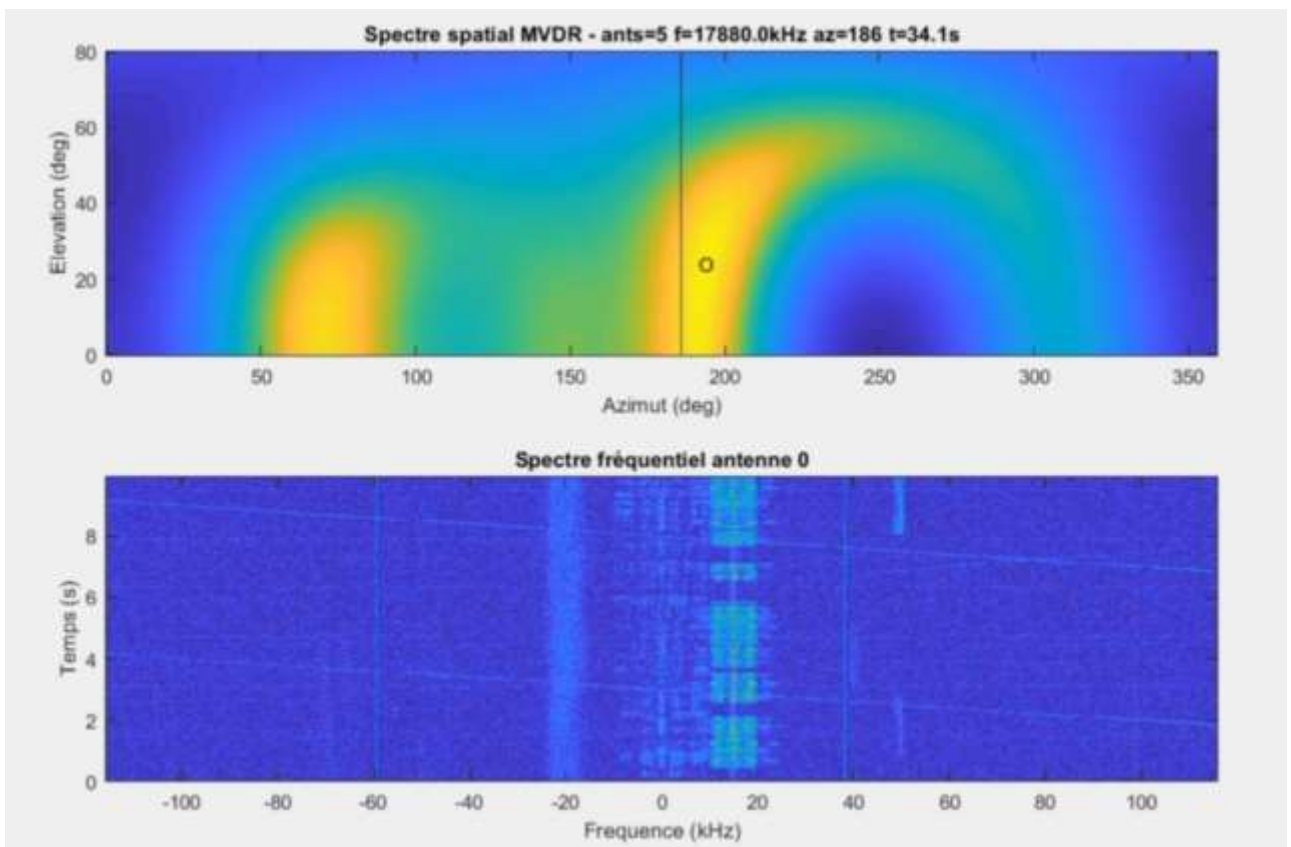 Spectre spatial MVDR - ants=5 f=17880.0kHz az=186 t=34.1s
80
60
40
20
0
Elevation (deg)
0 50 100 150 200 250 300 350
Azimut (deg)
O
Spectre fréquentiel antenne 0
8
6
4
2
0
Temps (s)
-100 -80 -60 -40 -20 0 20 40 60 80 100
Frequence (kHz)